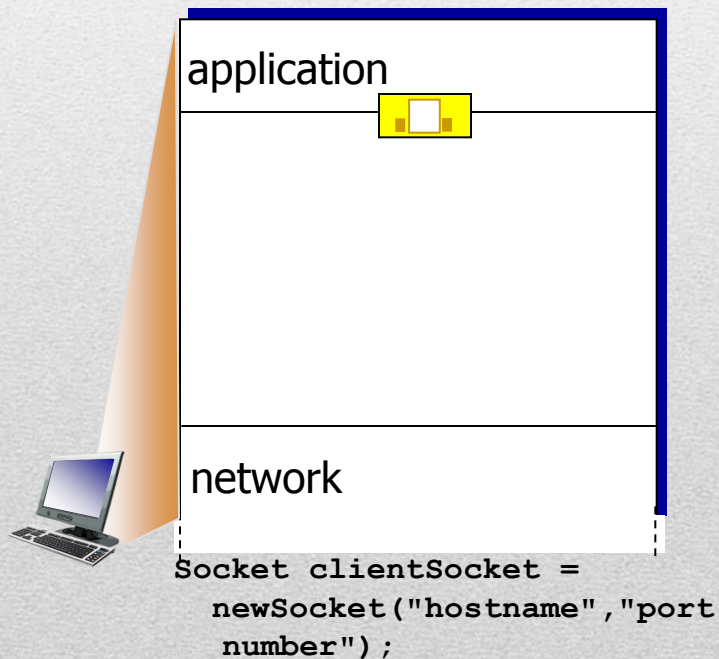 application
network
Socket clientSocket =
newSocket("hostname","port
number");